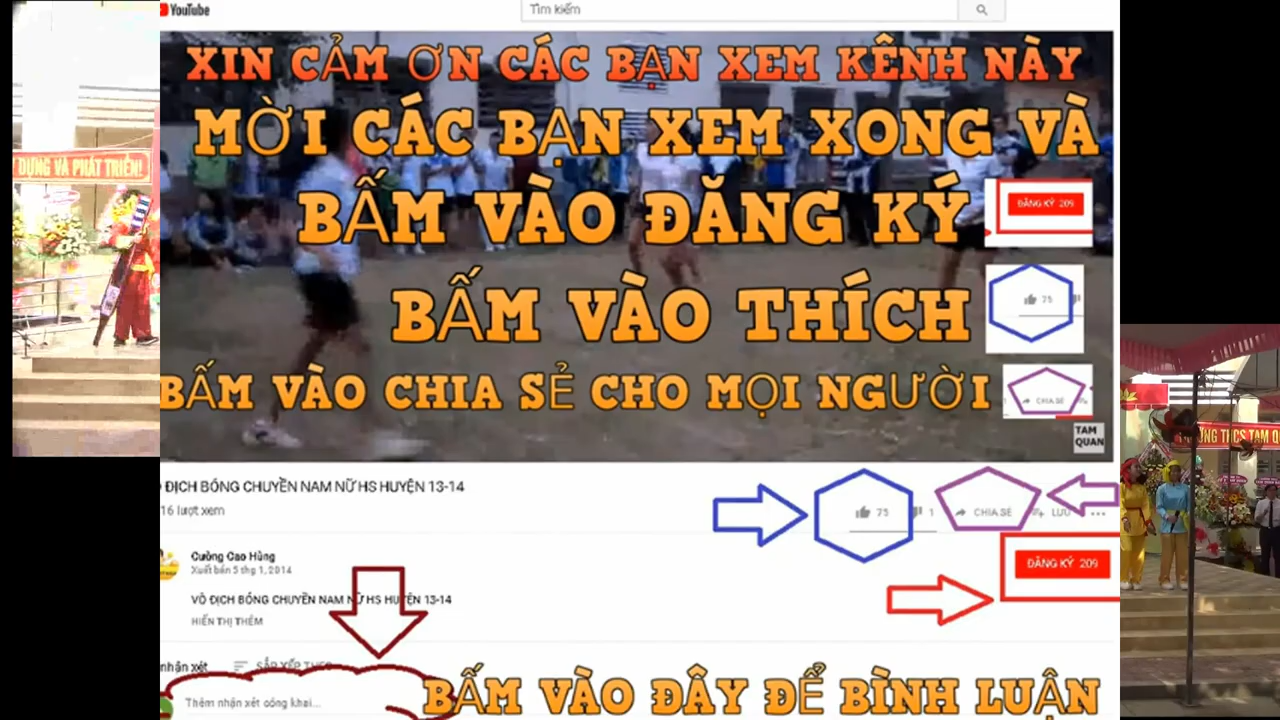 YouTube
Tìm kiếm
XIN CẢM ƠN CÁC BẠN XEM KÊNH NÀY
MỜI CÁC BẠN XEM XONG VÀ
BẤM VÀO ĐĂNG KÝ
ĐĂNG KÝ 209
BẤM VÀO THÍCH
75
BẤM VÀO CHIA SẺ CHO MỌI NGƯỜI
CHIA SẺ
TAM
QUAN
DỰNG VÀ PHÁT TRIỂN!
THCS TAM
ĐỊCH BÓNG CHUYỀN NAM NỮ HS HUYỆN 13-14
16 lượt xem
75
1
CHIA SẺ
LƯU
Cường Cao Hùng
Xuất bản 5 thg 1, 2014
ĐĂNG KÝ 209
VÔ ĐỊCH BÓNG CHUYỀN NAM NỮ HS HUYỆN 13-14
HIỂN THỊ THÊM
nhận xét
SẮP XẾP THEO
Thêm nhận xét công khai...
BẤM VÀO ĐÂY ĐỂ BÌNH LUẬN